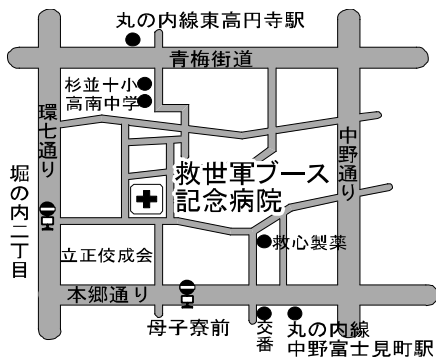 丸の内線東高円寺駅
青梅街道
杉並十小
高南中学
環七通り
中野通り
救世軍ブース
記念病院
堀の内二丁目
救心製薬
立正佼成会
本郷通り
母子寮前
交番
丸の内線
中野富士見町駅